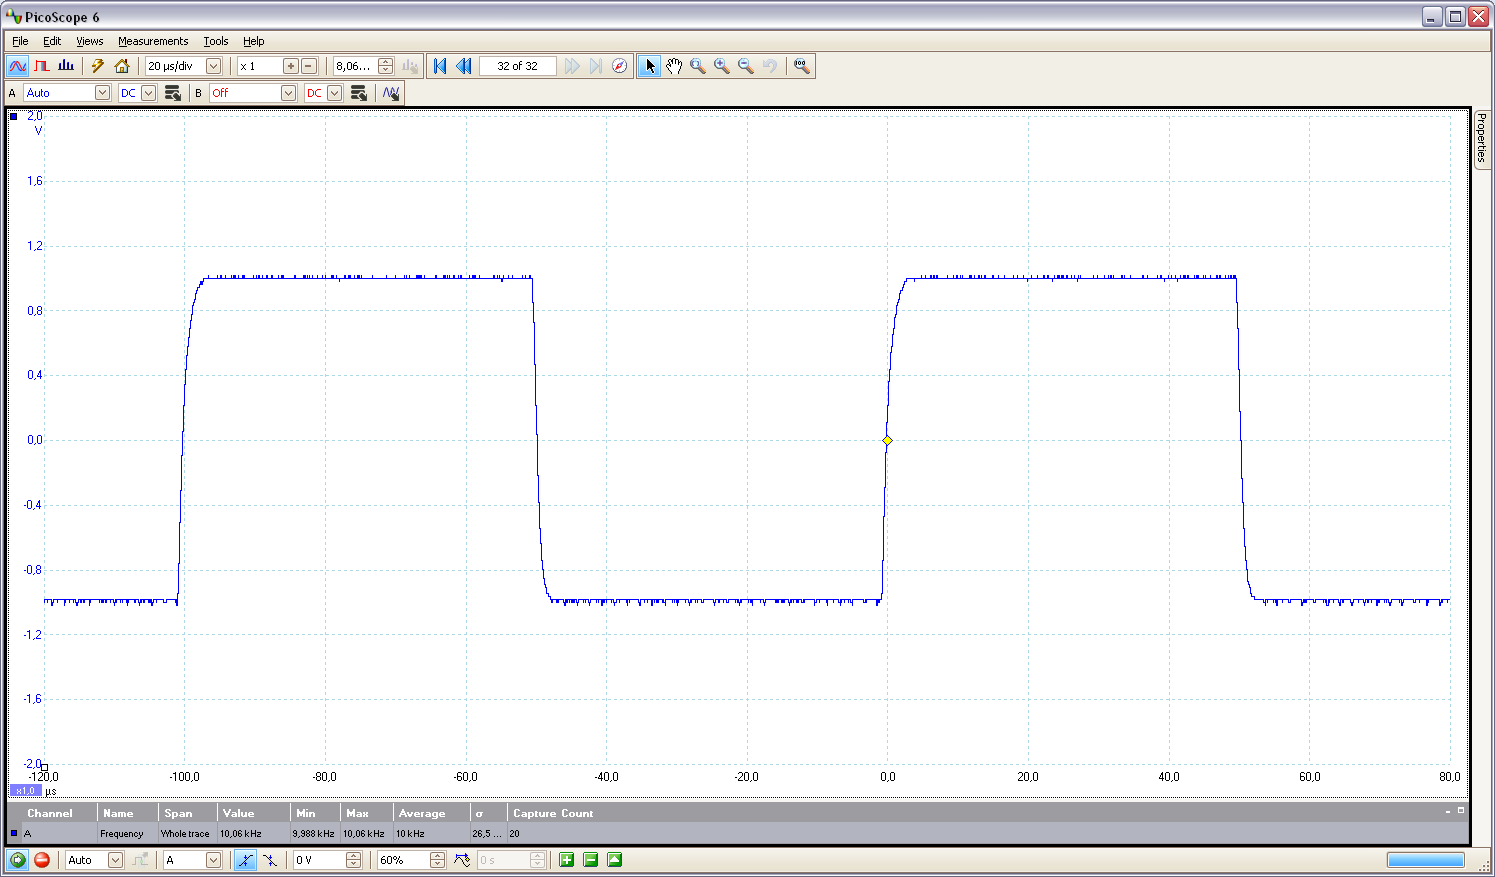 PicoScope 6
File Edit Views Measurements Tools Help
20 µs/div x 1 8,06... 32 of 32
A Auto DC B Off DC
2,0
V
1,6
1,2
0,8
0,4
0,0
-0,4
-0,8
-1,2
-1,6
-2,0
-120,0 -100,0 -80,0 -60,0 -40,0 -20,0 0,0 20,0 40,0 60,0 80,0
x1.0 µs
Properties
Channel Name Span Value Min Max Average σ Capture Count
A Frequency Whole trace 10,06 kHz 9,988 kHz 10,06 kHz 10 kHz 26,5 ... 20
Auto A 0 V 60% 0 s